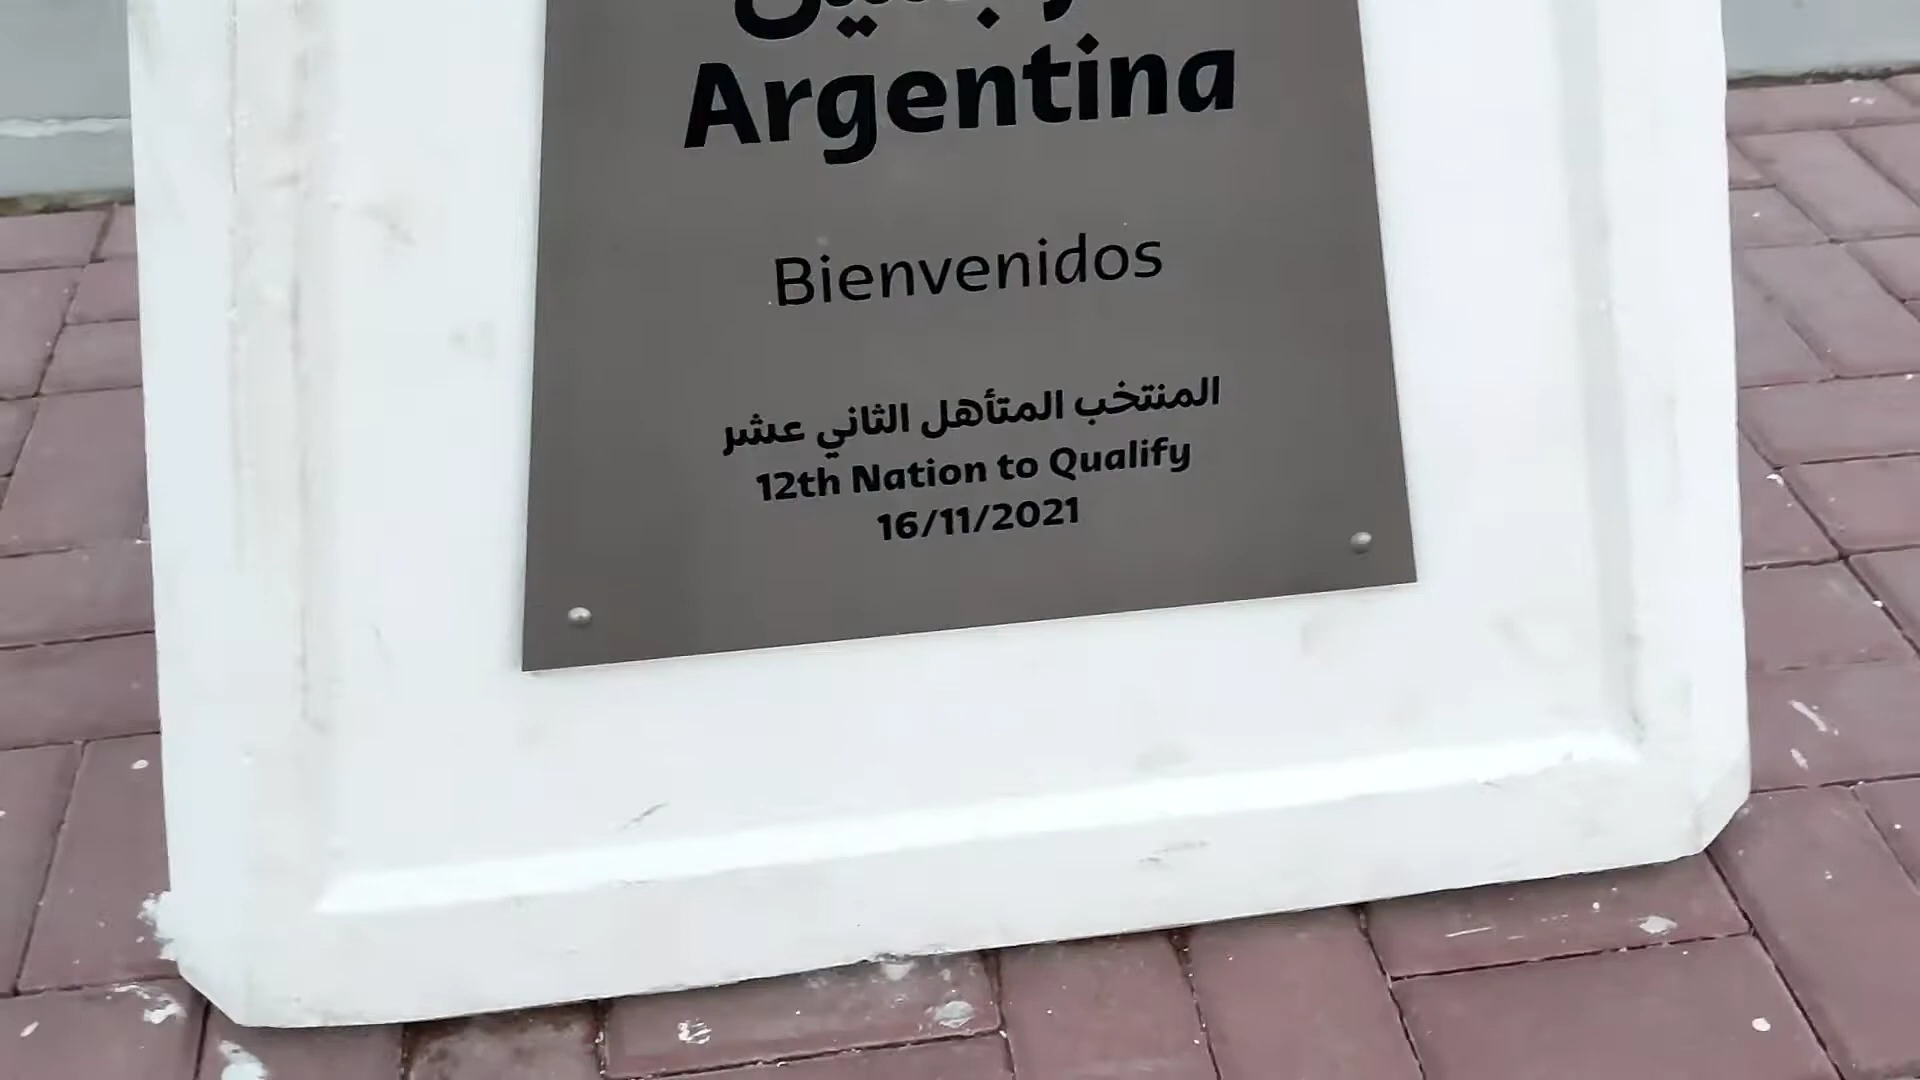 Argentina
Bienvenidos
المنتخب المتأهل الثاني عشر
12th Nation to Qualify
16/11/2021